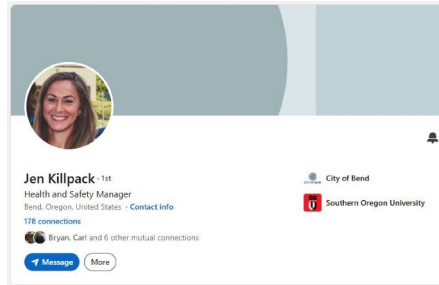 Jen Killpack · 1st
Health and Safety Manager
Bend, Oregon, United States · Contact info
178 connections
Bryan, Carl and 6 other mutual connections
Message
More
City of Bend
Southern Oregon University